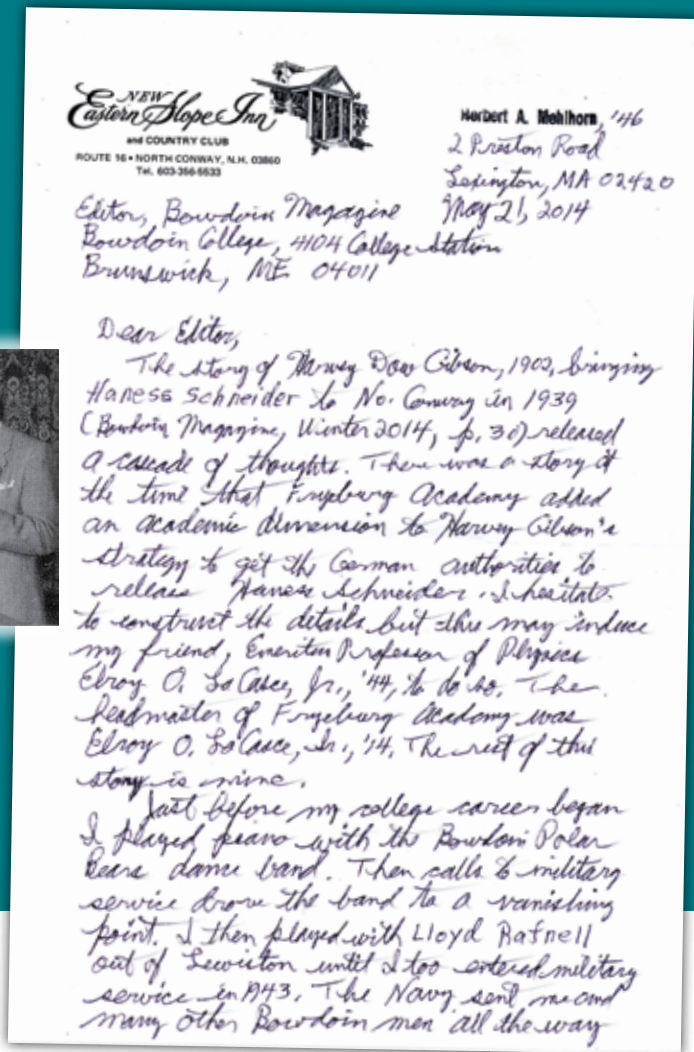 NEW
Eastern Slope Inn
and COUNTRY CLUB
ROUTE 16 • NORTH CONWAY, N.H. 03860
Tel. 603-356-5533
Herbert A. Mehlhorn, '46
2 Preston Road
Lexington, MA 02420
May 21, 2014
Editor, Bowdoin Magazine
Bowdoin College, 4104 College Station
Brunswick, ME 04011
Dear Editor,
The story of Harvey Dow Gibson, 1902, bringing
Haness Schneider to No. Conway in 1939
(Bowdoin Magazine, Winter 2014, p. 30) released
a cascade of thoughts. There was a story at
the time that Fryeburg Academy added
an academic dimension to Harvey Gibson's
strategy to get the German authorities to
release Haness Schneider. I hesitate
to construct the details but this may induce
my friend, Emeritus Professor of Physics
Elroy O. LaCasce, Jr., '44, to do so. The
headmaster of Fryeburg Academy was
Elroy O. LaCasce, Sr., '14. The rest of this
story is mine.
Just before my college career began
I played piano with the Bowdoin Polar
Bears dance band. Then calls to military
service drove the band to a vanishing
point. I then played with Lloyd Rafnell
out of Lewiston until I too entered military
service in 1943. The Navy sent me and
many other Bowdoin men all the way